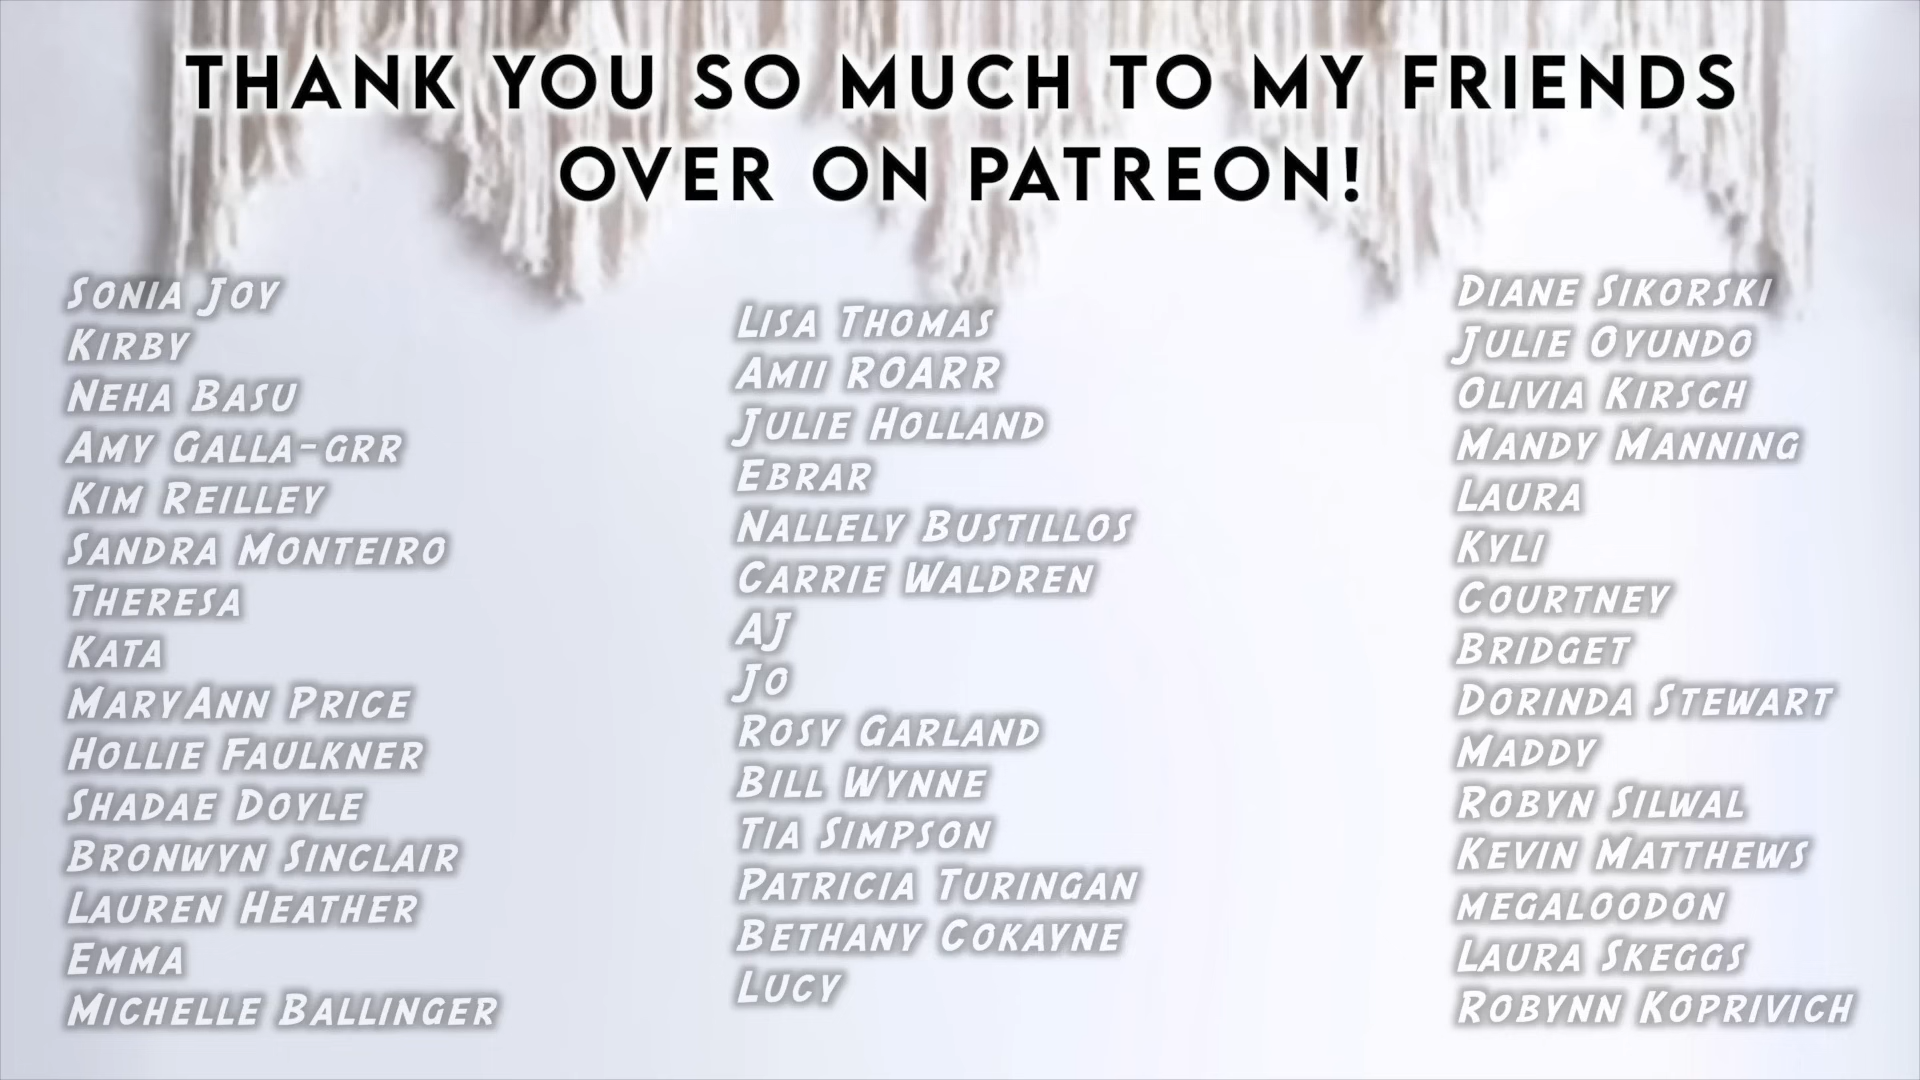 THANK YOU SO MUCH TO MY FRIENDS
OVER ON PATREON!
SONIA JOY
KIRBY
NEHA BASU
AMY GALLA-GRR
KIM REILLEY
SANDRA MONTEIRO
THERESA
KATA
MARYANN PRICE
HOLLIE FAULKNER
SHADAE DOYLE
BRONWYN SINCLAIR
LAUREN HEATHER
EMMA
MICHELLE BALLINGER
LISA THOMAS
AMII ROARR
JULIE HOLLAND
EBRAR
NALLELY BUSTILLOS
CARRIE WALDREN
AJ
JO
ROSY GARLAND
BILL WYNNE
TIA SIMPSON
PATRICIA TURINGAN
BETHANY COKAYNE
LUCY
DIANE SIKORSKI
JULIE OYUNDO
OLIVIA KIRSCH
MANDY MANNING
LAURA
KYLI
COURTNEY
BRIDGET
DORINDA STEWART
MADDY
ROBYN SILWAL
KEVIN MATTHEWS
MEGALOODON
LAURA SKEGGS
ROBYNN KOPRIVICH